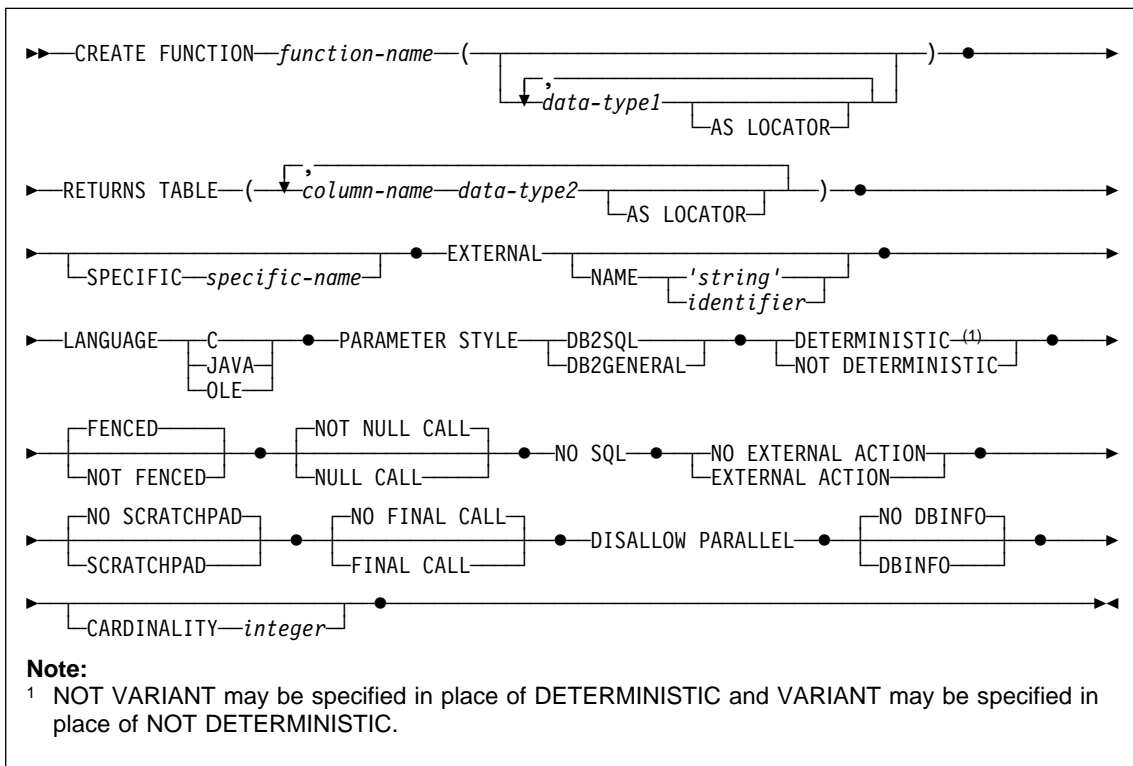 CREATE FUNCTION function-name ( )
,
data-type1
AS LOCATOR
RETURNS TABLE ( column-name data-type2 )
,
AS LOCATOR
SPECIFIC specific-name
EXTERNAL
NAME 'string'
identifier
LANGUAGE C PARAMETER STYLE DB2SQL DETERMINISTIC (1)
JAVA DB2GENERAL NOT DETERMINISTIC
OLE
FENCED NOT NULL CALL
NO SQL NO EXTERNAL ACTION
NOT FENCED NULL CALL EXTERNAL ACTION
NO SCRATCHPAD NO FINAL CALL NO DBINFO
DISALLOW PARALLEL
SCRATCHPAD FINAL CALL DBINFO
CARDINALITY integer
Note:
1 NOT VARIANT may be specified in place of DETERMINISTIC and VARIANT may be specified in
place of NOT DETERMINISTIC.